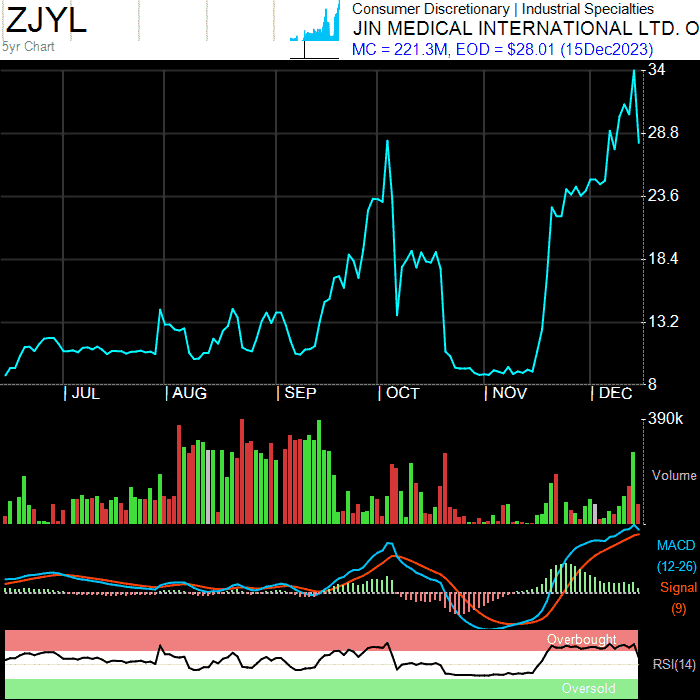 ZJYL
5yr Chart
Consumer Discretionary | Industrial Specialties
JIN MEDICAL INTERNATIONAL LTD. O
MC = 221.3M, EOD = $28.01 (15Dec2023)
34
28.8
23.6
18.4
13.2
8
| JUL | AUG | SEP | OCT | NOV | DEC
390k
Volume
MACD
(12-26)
Signal
(9)
Overbought
RSI(14)
Oversold